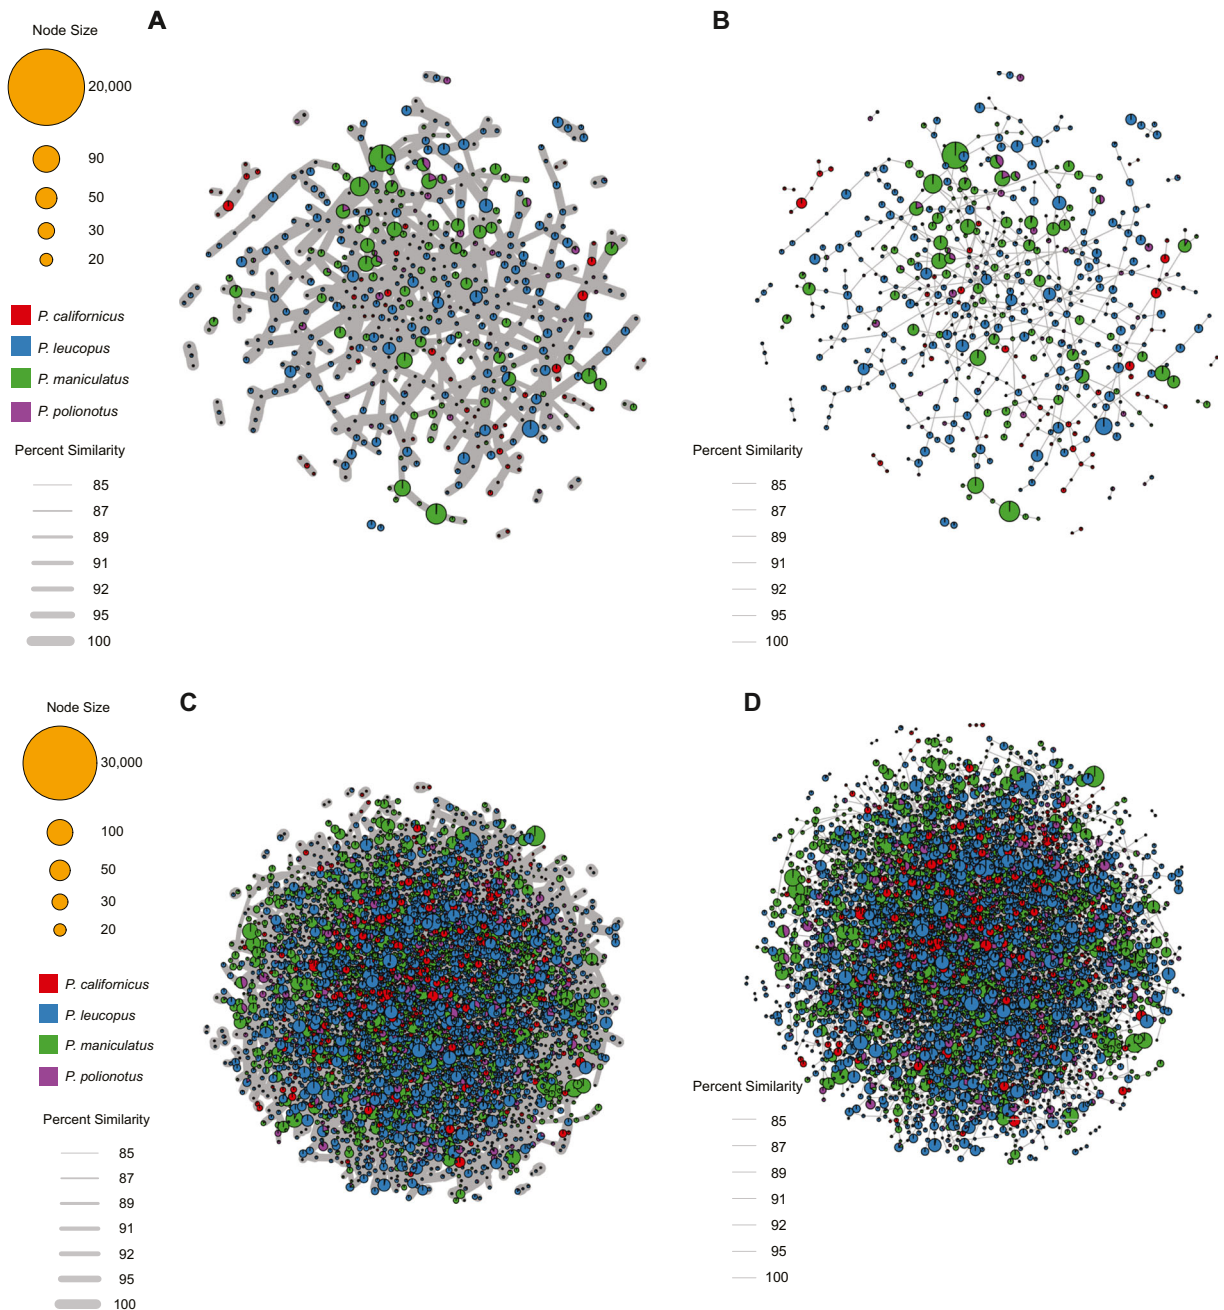 A
B
Node Size
20,000
90
50
30
20
P. californicus
P. leucopus
P. maniculatus
P. polionotus
Percent Similarity
85
87
89
91
92
95
100
Percent Similarity
85
87
89
91
92
95
100
C
D
Node Size
30,000
100
50
30
20
P. californicus
P. leucopus
P. maniculatus
P. polionotus
Percent Similarity
85
87
89
91
92
95
100
Percent Similarity
85
87
89
91
92
95
100